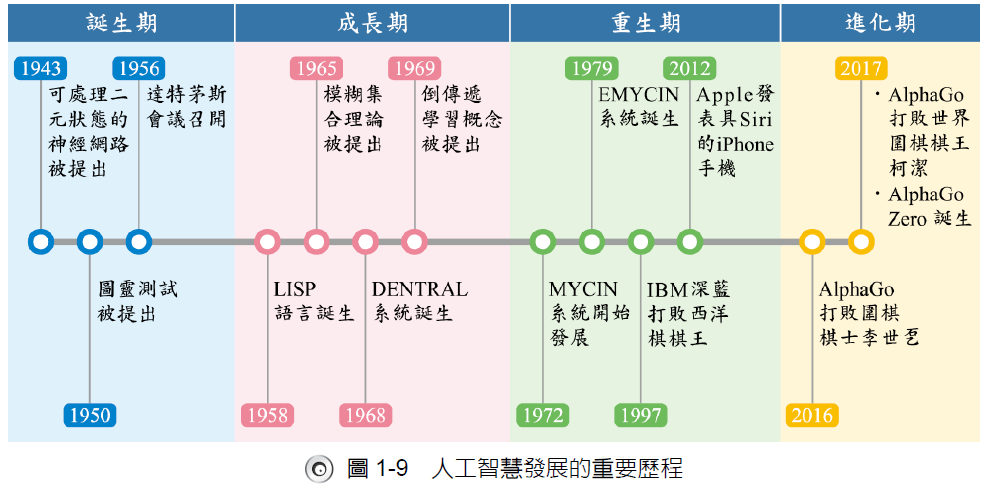 誕生期
成長期
重生期
進化期
1943
可處理二
元狀態的
神經網路
被提出
1956
達特茅斯
會議召開
1965
模糊集
合理論
被提出
1969
倒傳遞
學習概念
被提出
1979
EMYCIN
系統誕生
2012
Apple發
表具Siri
的iPhone
手機
2017
・AlphaGo
打敗世界
圍棋棋王
柯潔
・AlphaGo
Zero 誕生
圖靈測試
被提出
1950
LISP
語言誕生
1958
DENTRAL
系統誕生
1968
MYCIN
系統開始
發展
1972
IBM深藍
打敗西洋
棋棋王
1997
AlphaGo
打敗圍棋
棋士李世乭
2016
圖 1-9 人工智慧發展的重要歷程